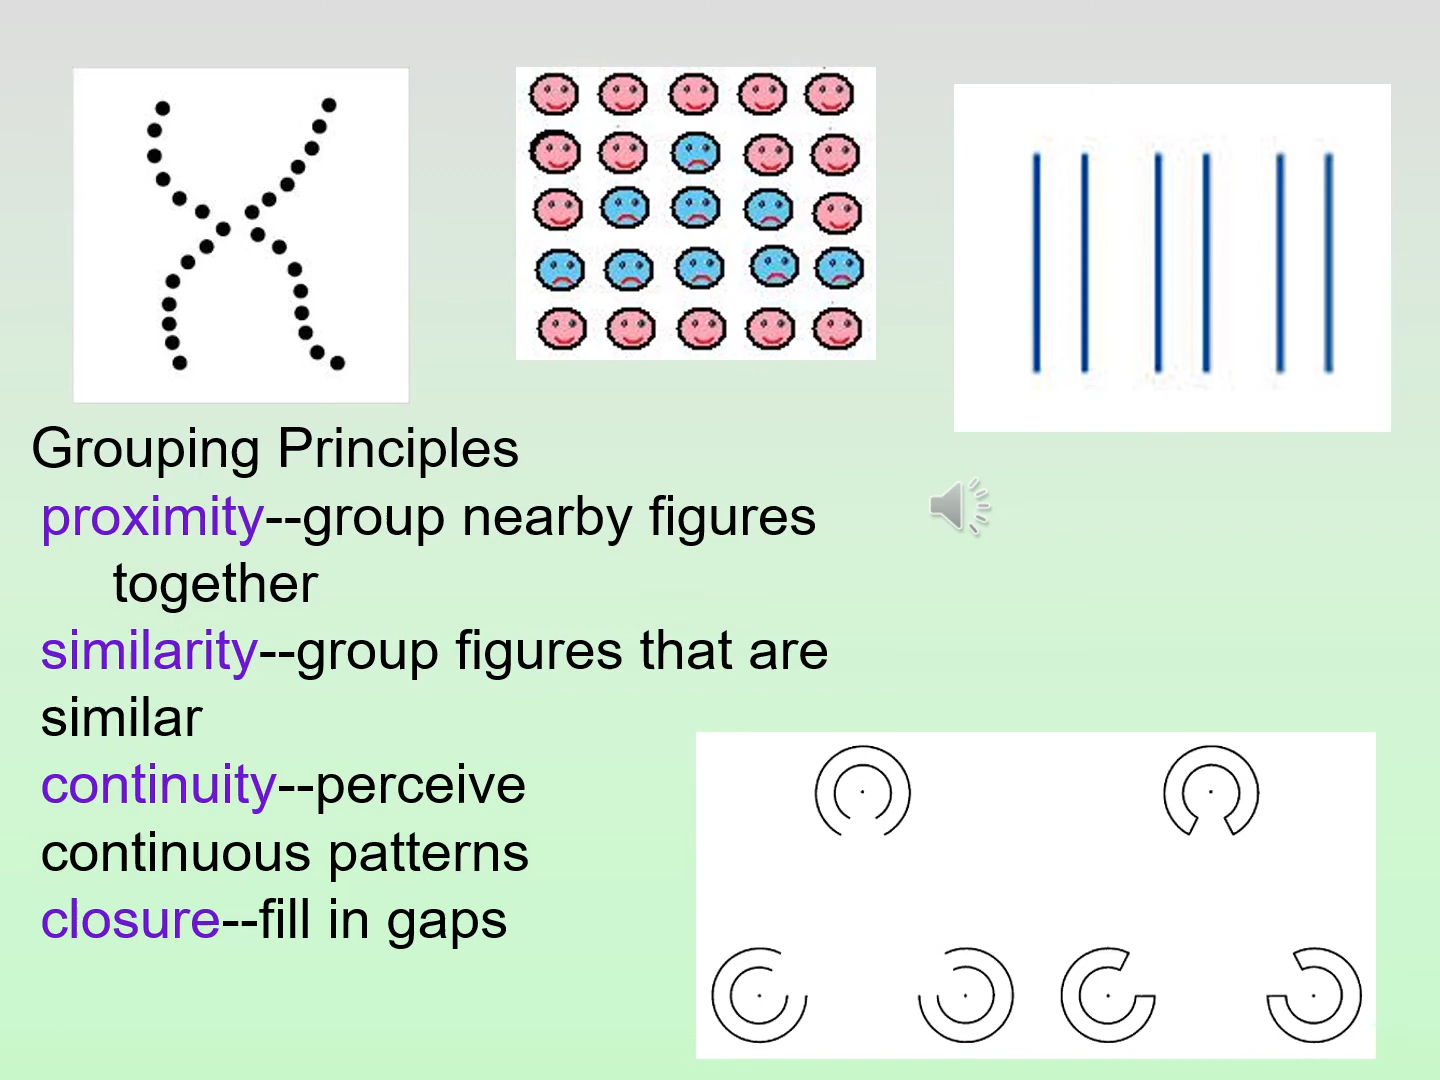 Grouping Principles
proximity--group nearby figures
together
similarity--group figures that are
similar
continuity--perceive
continuous patterns
closure--fill in gaps